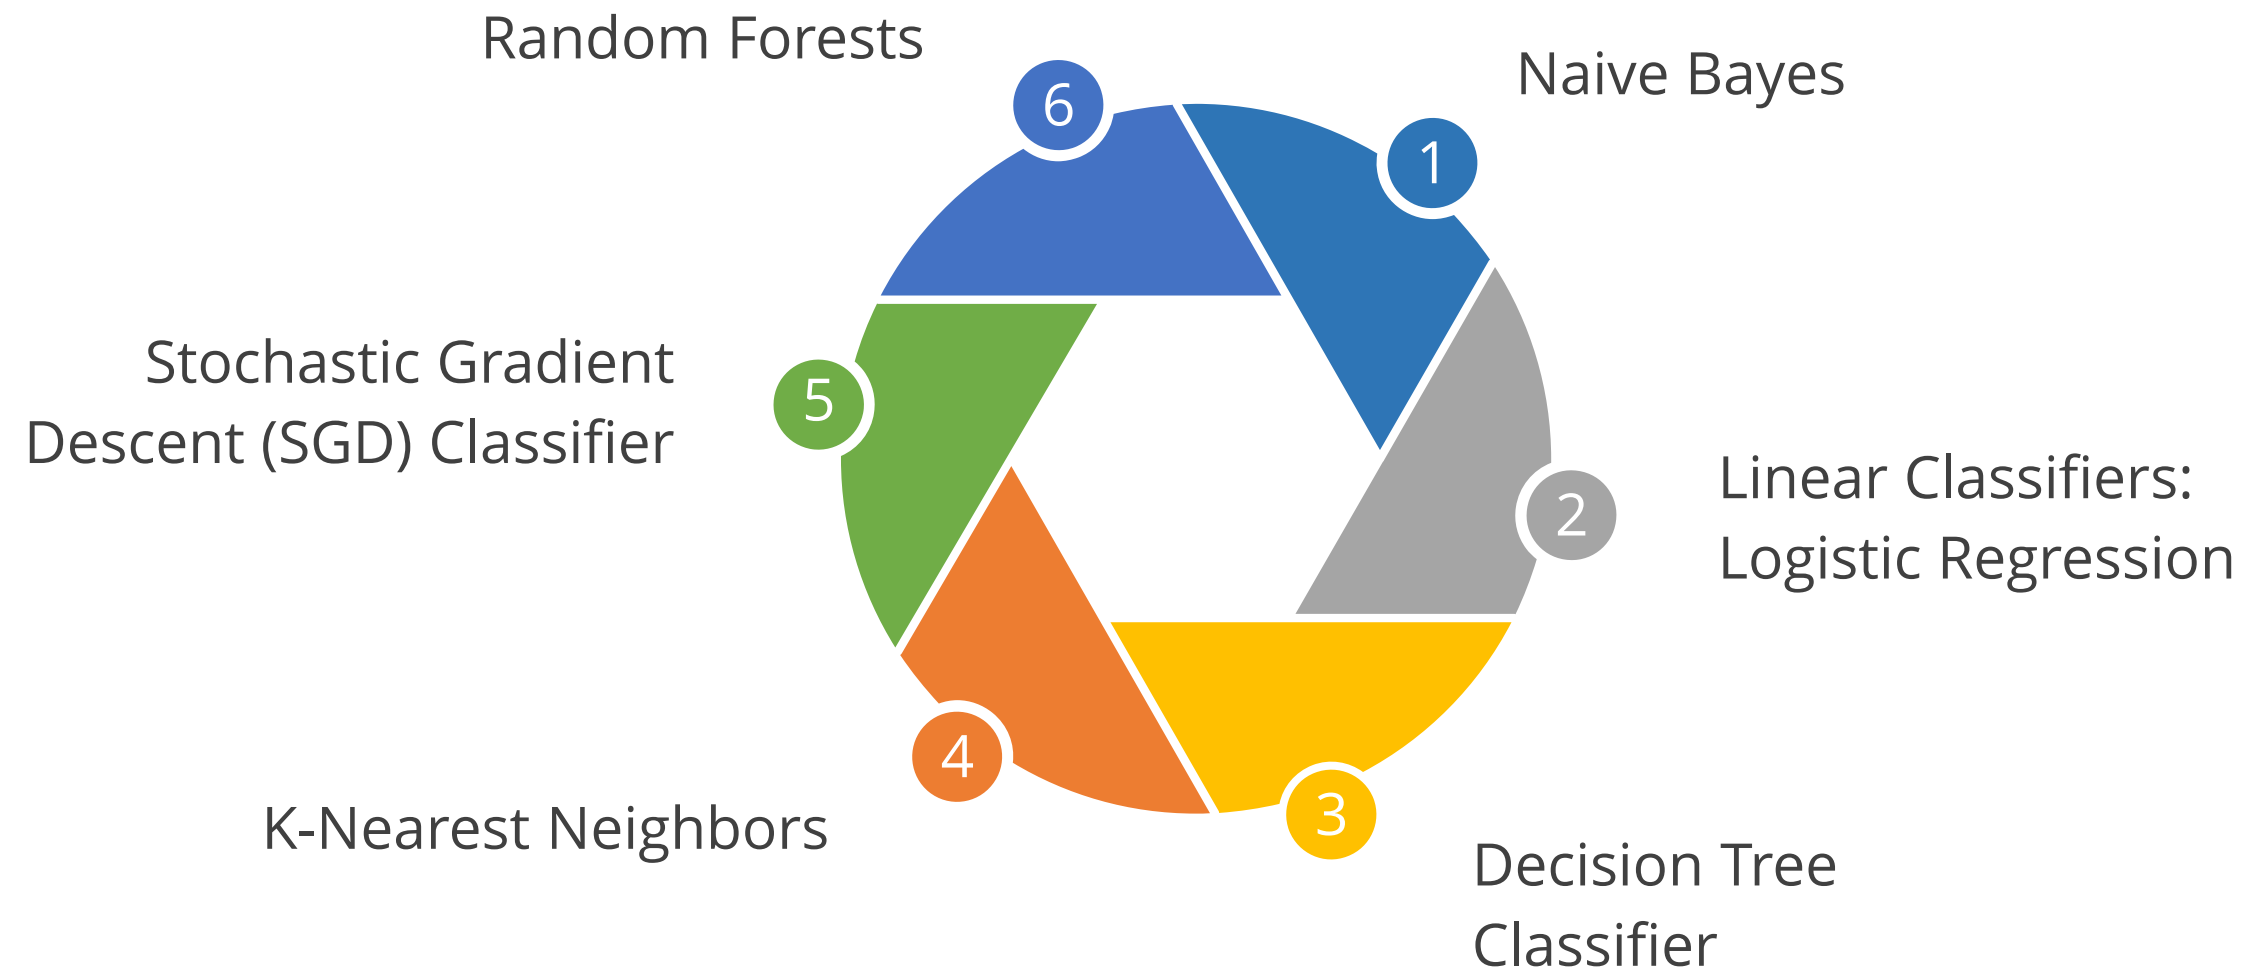 Random Forests
6
Naive Bayes
1
Stochastic Gradient
Descent (SGD) Classifier
5
Linear Classifiers:
Logistic Regression
2
K-Nearest Neighbors
4
3
Decision Tree
Classifier